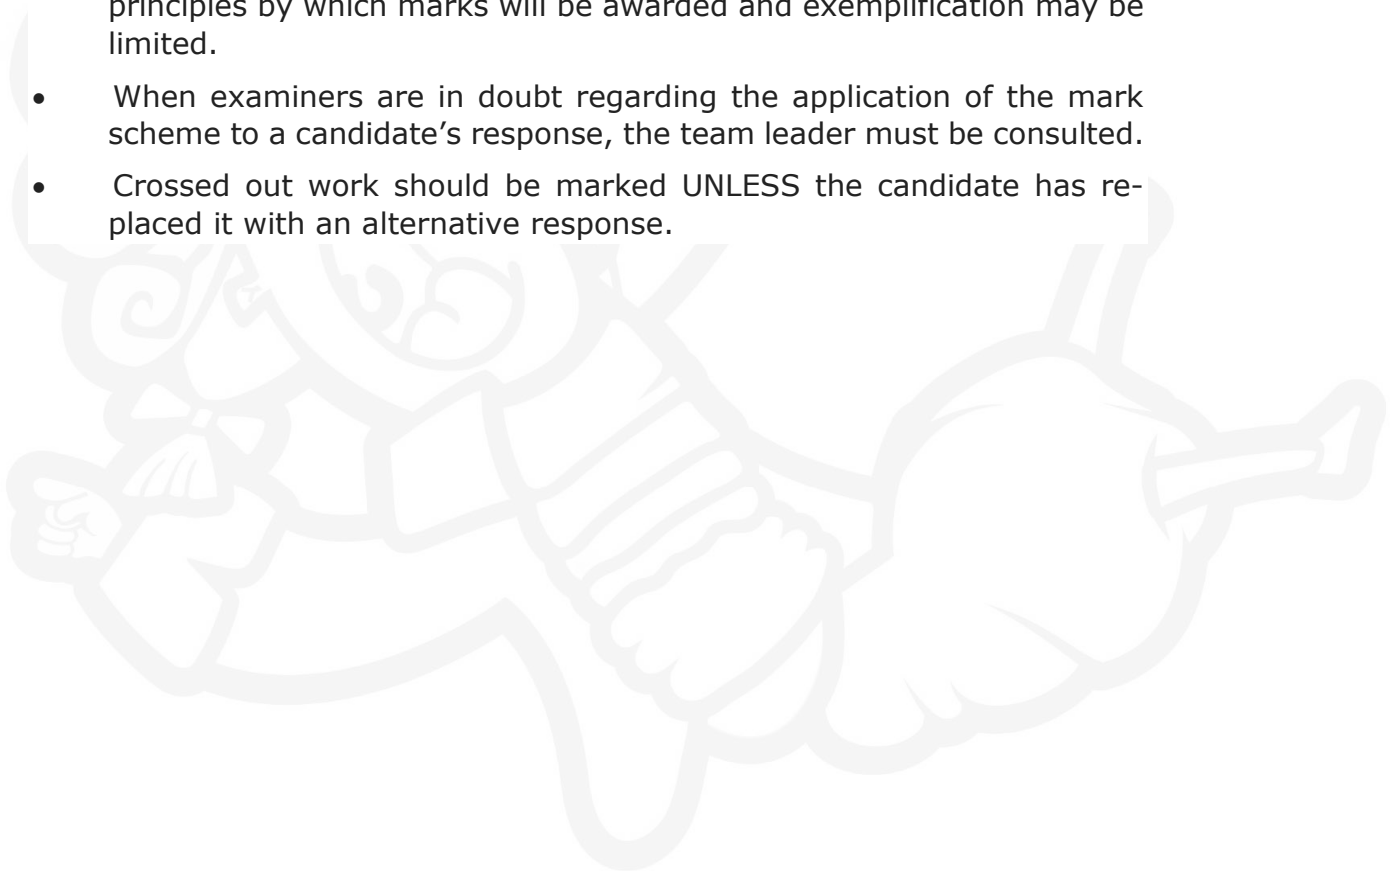 principles by which marks will be awarded and exemplification may be
limited.
• When examiners are in doubt regarding the application of the mark
scheme to a candidate’s response, the team leader must be consulted.
• Crossed out work should be marked UNLESS the candidate has re-
placed it with an alternative response.